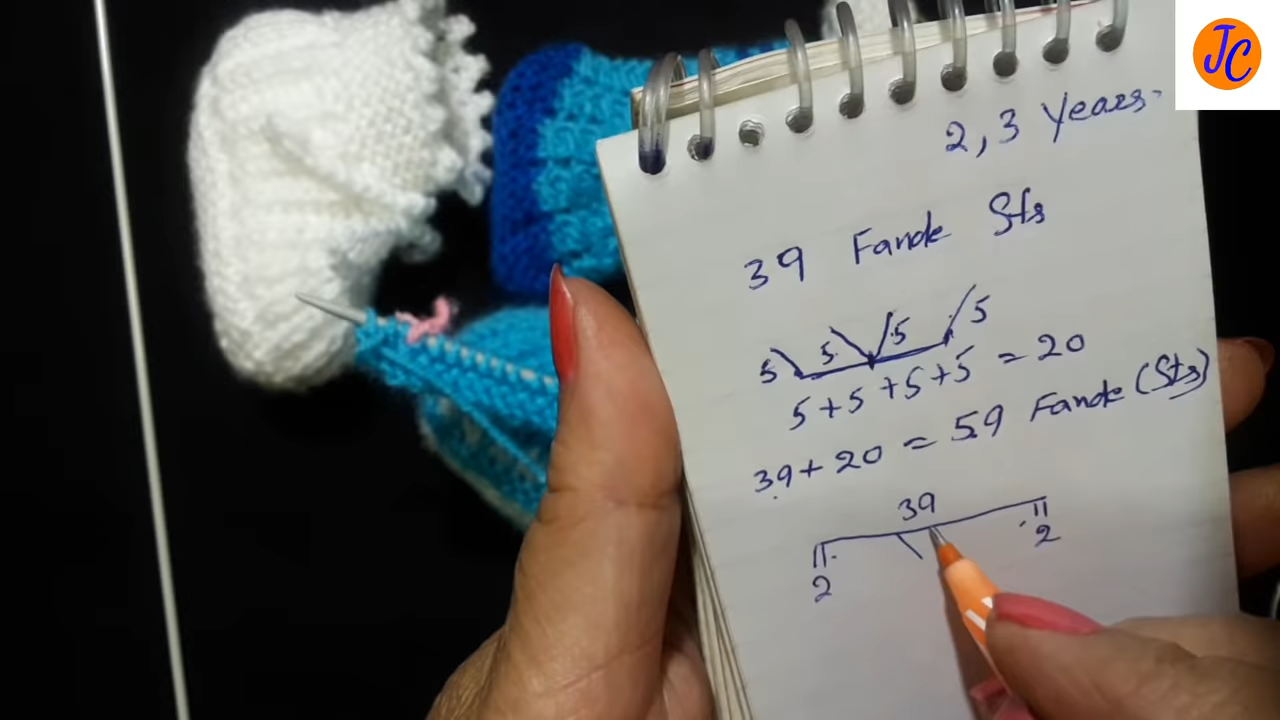 JC
2, 3 Years
39 Fande Sts
5 5 5 5
5+5+5+5 = 20
39+20 = 59 Fande (Sts)
39
2 2